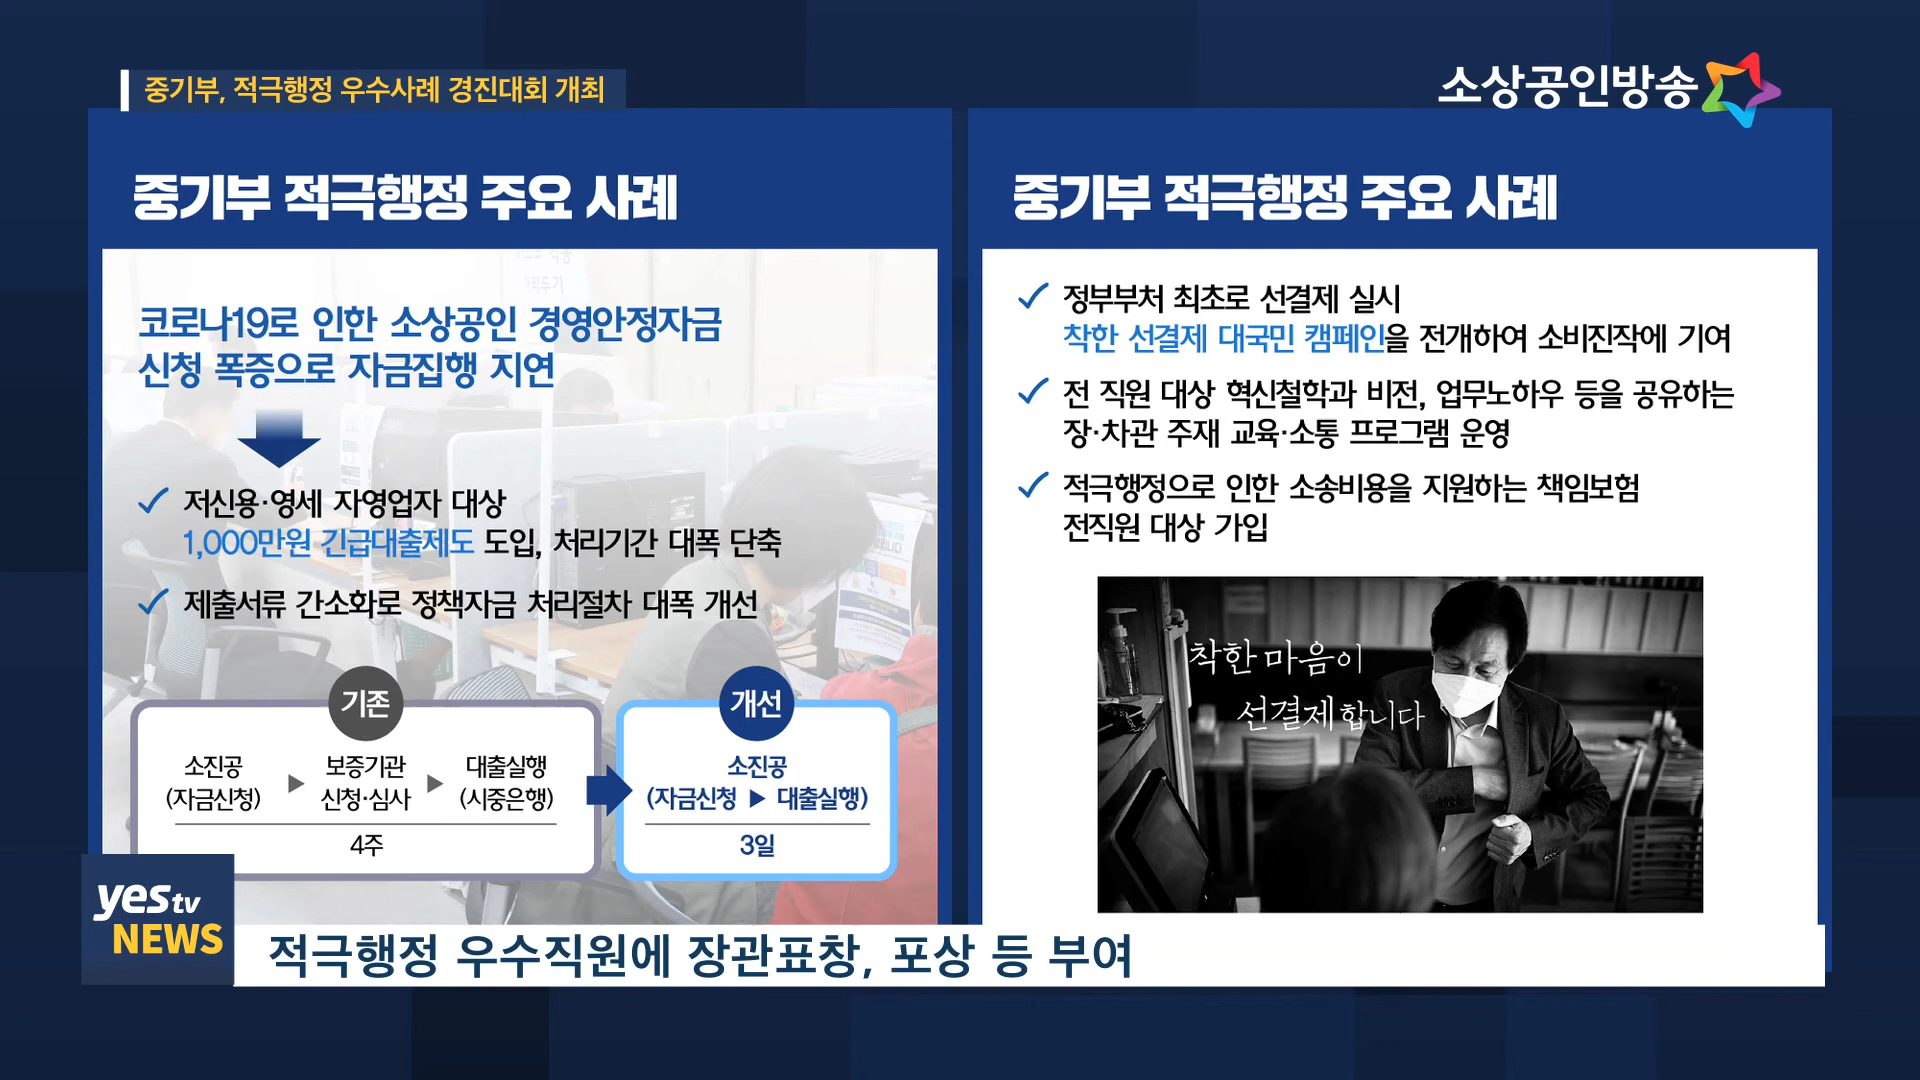 중기부, 적극행정 우수사례 경진대회 개최
소상공인방송
중기부 적극행정 주요 사례
코로나19로 인한 소상공인 경영안정자금
신청 폭증으로 자금집행 지연
저신용·영세 자영업자 대상
1,000만원 긴급대출제도 도입, 처리기간 대폭 단축
제출서류 간소화로 정책자금 처리절차 대폭 개선
기존
소진공
(자금신청)
보증기관
신청·심사
대출실행
(시중은행)
4주
개선
소진공
(자금신청 ▶ 대출실행)
3일
중기부 적극행정 주요 사례
정부부처 최초로 선결제 실시
착한 선결제 대국민 캠페인을 전개하여 소비진작에 기여
전 직원 대상 혁신철학과 비전, 업무노하우 등을 공유하는
장·차관 주재 교육·소통 프로그램 운영
적극행정으로 인한 소송비용을 지원하는 책임보험
전직원 대상 가입
착한 마음이
선결제 합니다
yes tv
NEWS
적극행정 우수직원에 장관표창, 포상 등 부여